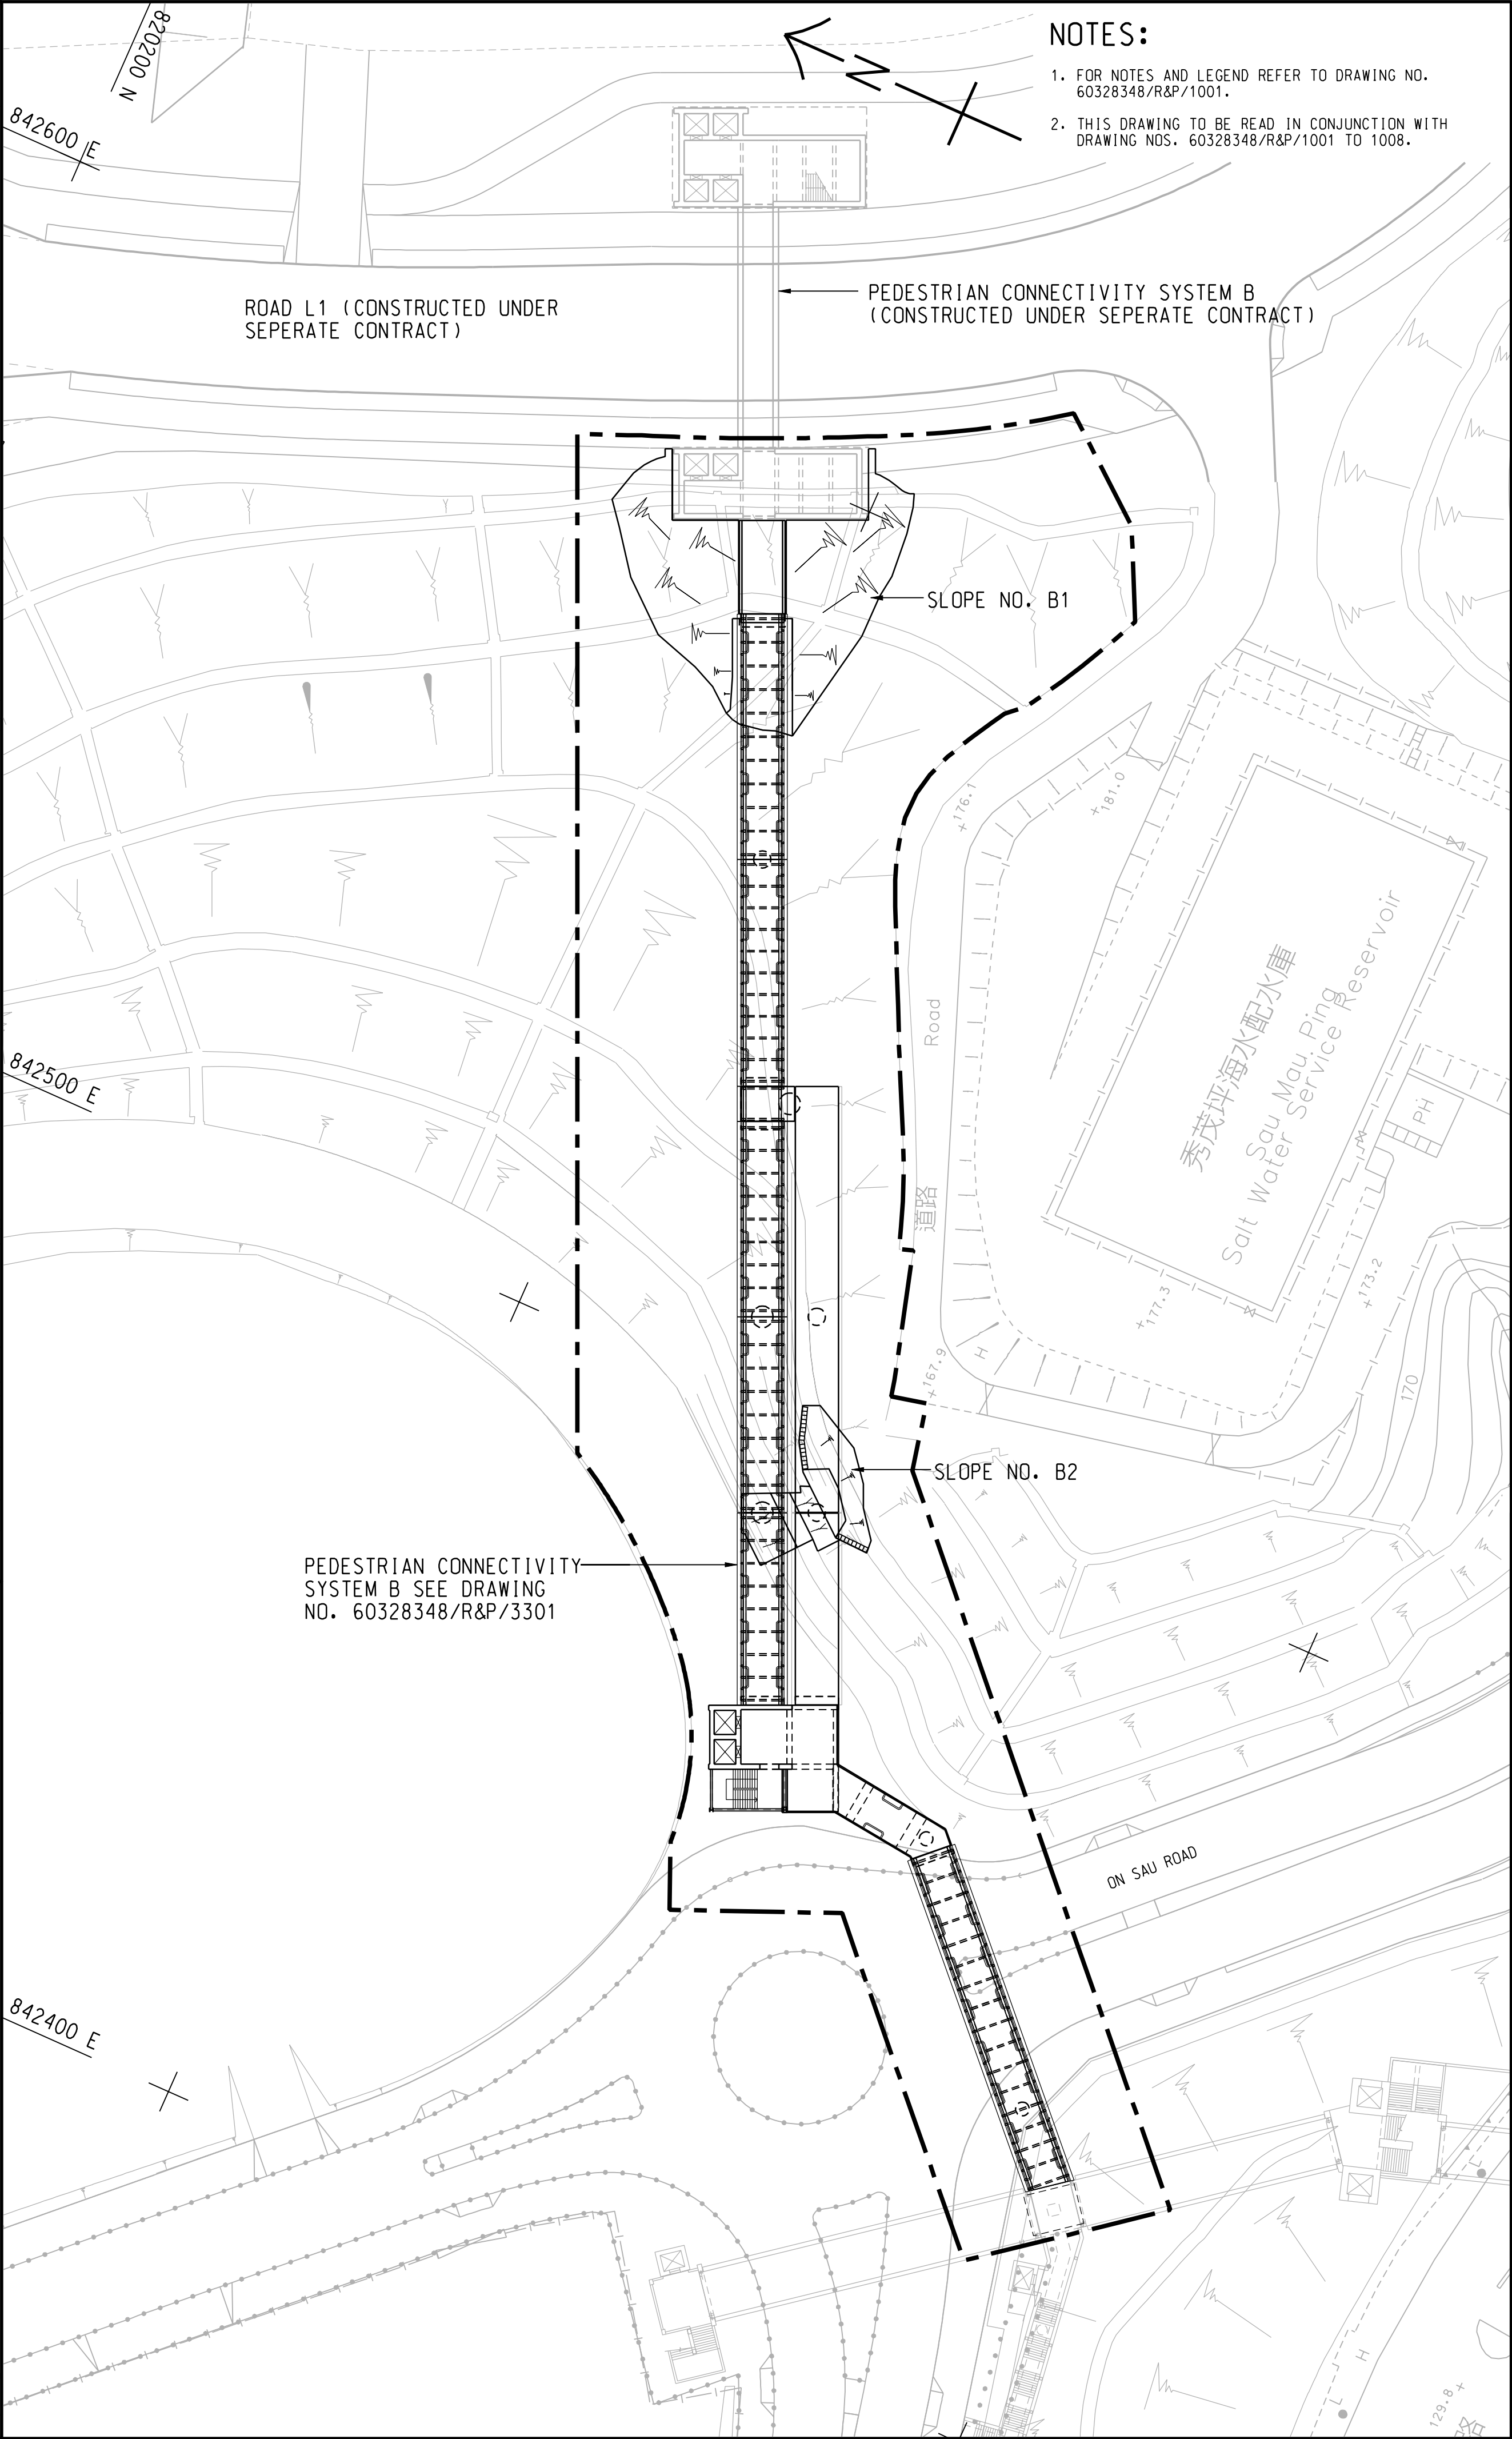 NOTES:
1. FOR NOTES AND LEGEND REFER TO DRAWING NO.
60328348/R&P/1001.
2. THIS DRAWING TO BE READ IN CONJUNCTION WITH
DRAWING NOS. 60328348/R&P/1001 TO 1008.
820200 N
842600 E
ROAD L1 (CONSTRUCTED UNDER
SEPERATE CONTRACT)
PEDESTRIAN CONNECTIVITY SYSTEM B
(CONSTRUCTED UNDER SEPERATE CONTRACT)
SLOPE NO. B1
176.1
181.0
Road
道路
秀茂坪海水配水庫
Sau Mau Ping
Salt Water Service Reservoir
PH
842500 E
173.2
177.3
167.9
H
170
SLOPE NO. B2
PEDESTRIAN CONNECTIVITY
SYSTEM B SEE DRAWING
NO. 60328348/R&P/3301
ON SAU ROAD
842400 E
L
H
L
129.8
路